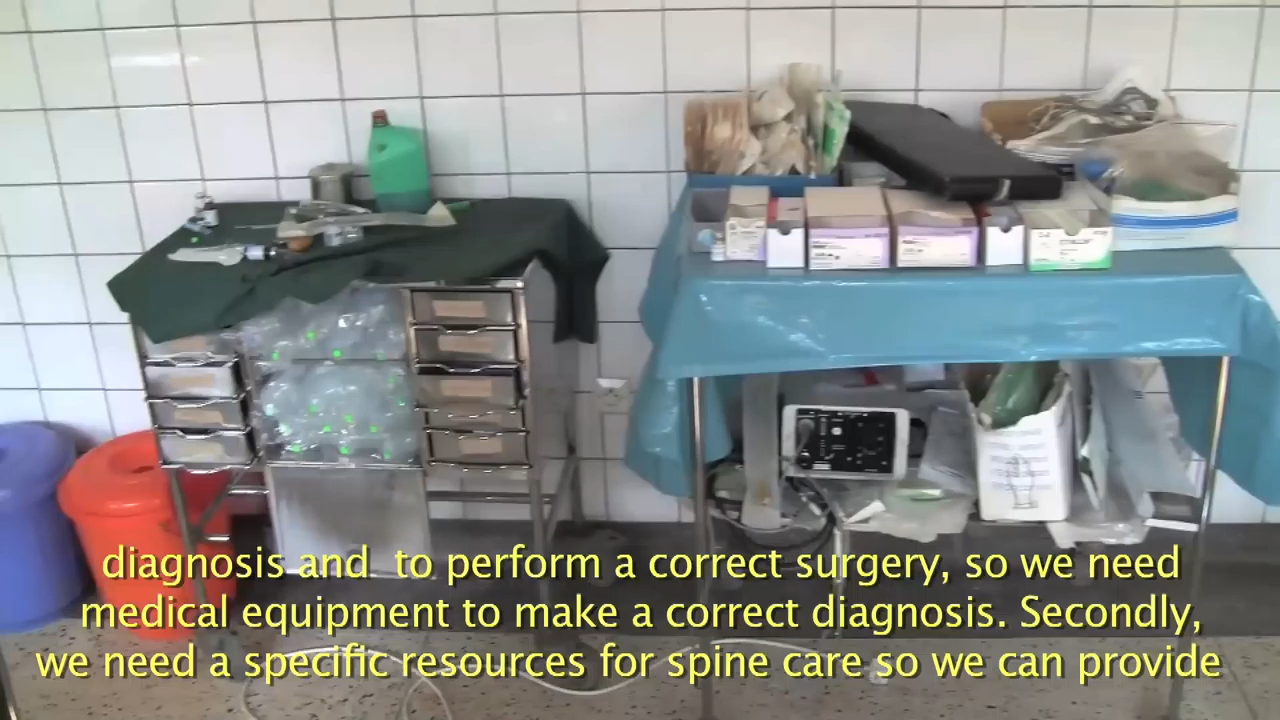 diagnosis and  to perform a correct surgery, so we need
medical equipment to make a correct diagnosis. Secondly,
we need a specific resources for spine care so we can provide